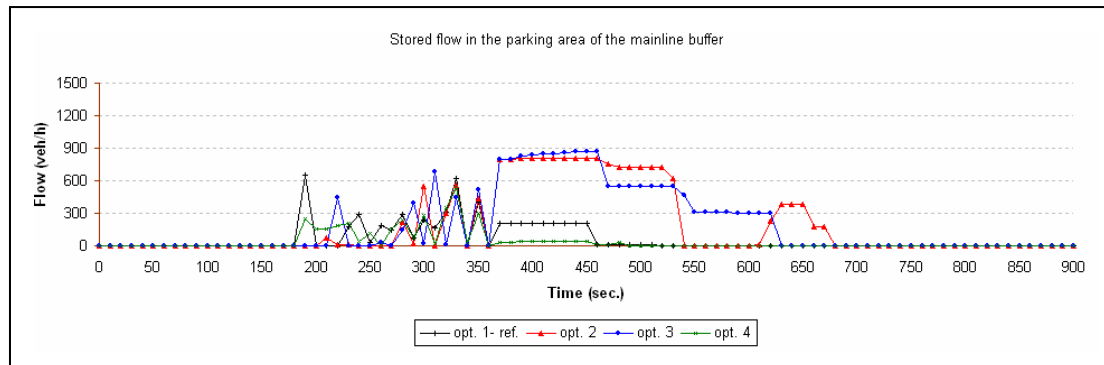 Stored flow in the parking area of the mainline buffer
1500
1200
900
600
300
0
Flow (veh/h)
0 50 100 150 200 250 300 350 400 450 500 550 600 650 700 750 800 850 900
Time (sec.)
opt. 1- ref. opt. 2 opt. 3 opt. 4